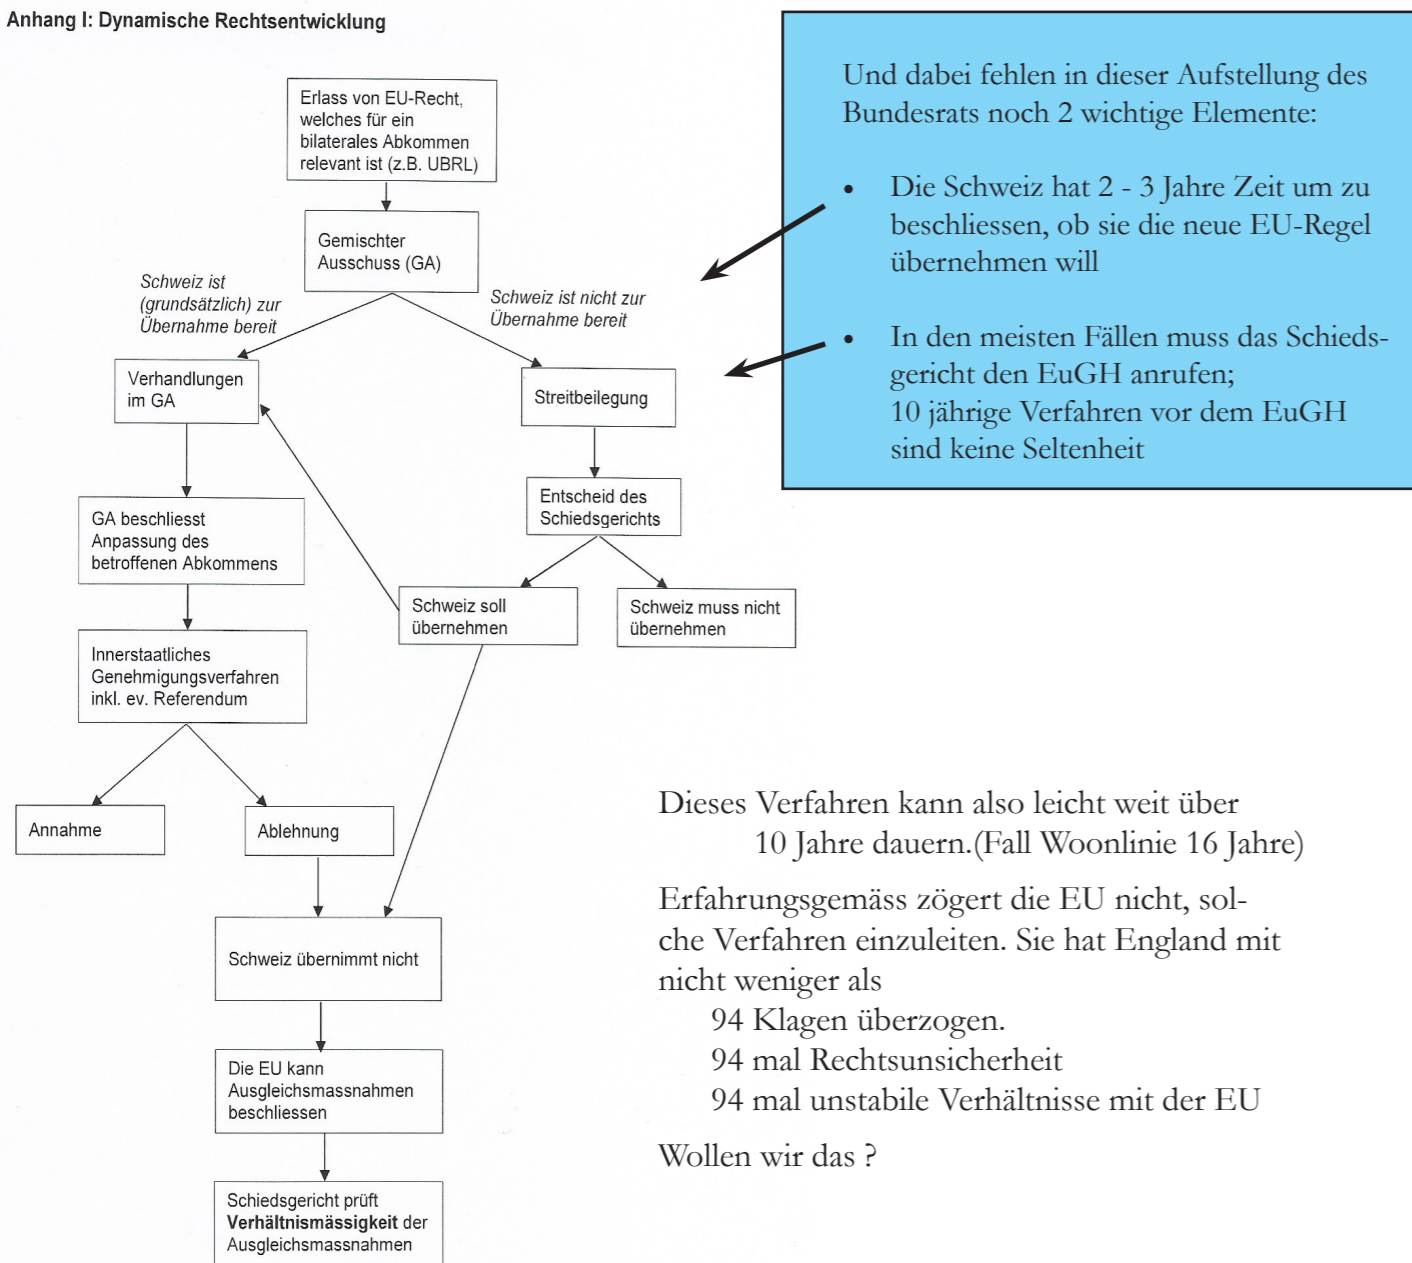 Anhang I: Dynamische Rechtsentwicklung
Erlass von EU-Recht,
welches für ein
bilaterales Abkommen
relevant ist (z.B. UBRL)
Gemischter
Ausschuss (GA)
Schweiz ist
(grundsätzlich) zur
Übernahme bereit
Schweiz ist nicht zur
Übernahme bereit
Verhandlungen
im GA
Streitbeilegung
GA beschliesst
Anpassung des
betroffenen Abkommens
Entscheid des
Schiedsgerichts
Schweiz soll
übernehmen
Schweiz muss nicht
übernehmen
Innerstaatliches
Genehmigungsverfahren
inkl. ev. Referendum
Annahme
Ablehnung
Schweiz übernimmt nicht
Die EU kann
Ausgleichsmassnahmen
beschliessen
Schiedsgericht prüft
Verhältnismässigkeit der
Ausgleichsmassnahmen
Und dabei fehlen in dieser Aufstellung des
Bundesrats noch 2 wichtige Elemente:
• Die Schweiz hat 2 - 3 Jahre Zeit um zu
beschliessen, ob sie die neue EU-Regel
übernehmen will
• In den meisten Fällen muss das Schieds-
gericht den EuGH anrufen;
10 jährige Verfahren vor dem EuGH
sind keine Seltenheit
Dieses Verfahren kann also leicht weit über
10 Jahre dauern.(Fall Woonlinie 16 Jahre)
Erfahrungsgemäss zögert die EU nicht, sol-
che Verfahren einzuleiten. Sie hat England mit
nicht weniger als
94 Klagen überzogen.
94 mal Rechtsunsicherheit
94 mal unstabile Verhältnisse mit der EU
Wollen wir das ?